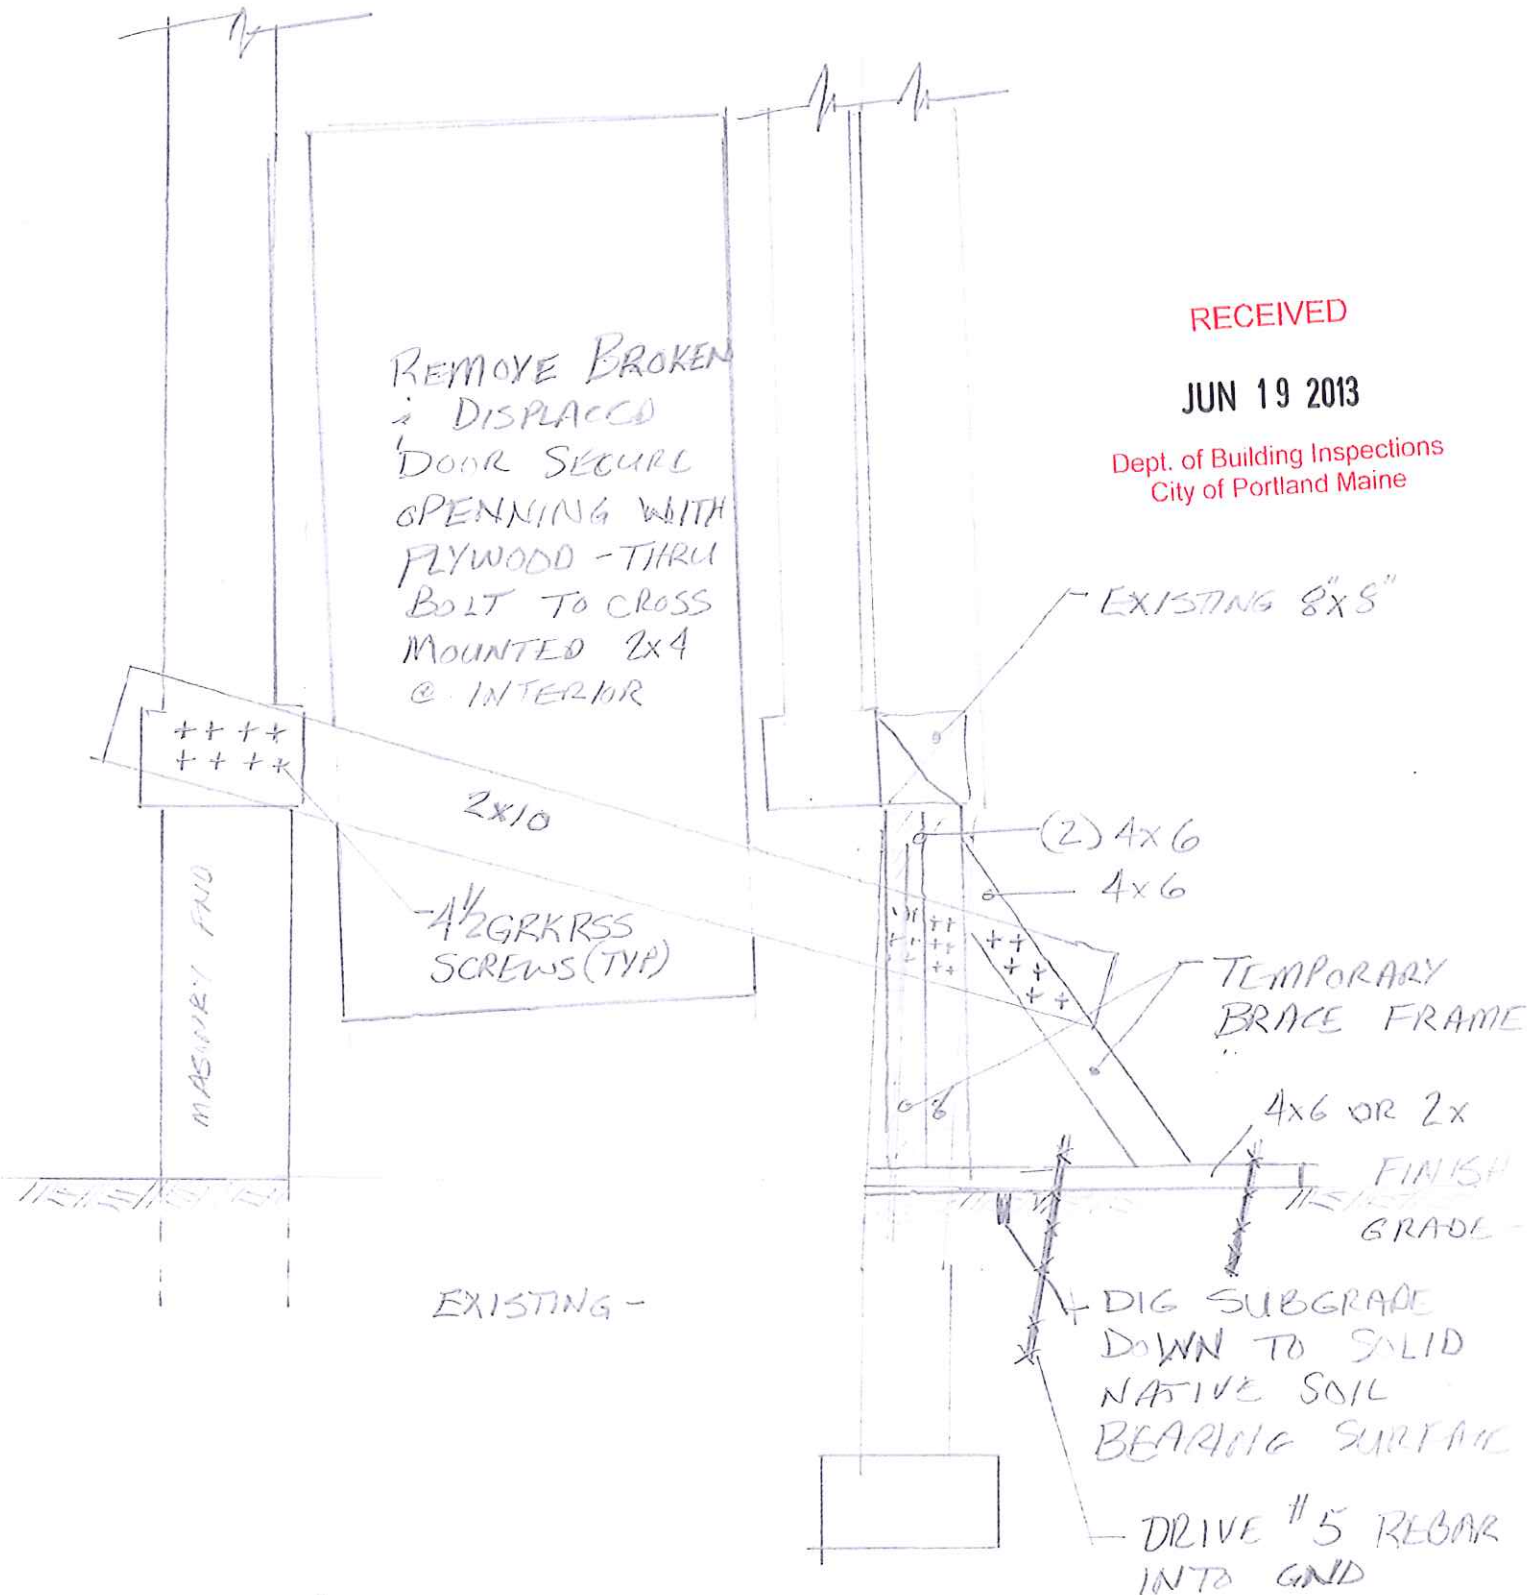 REMOVE BROKEN
& DISPLACED
DOOR SECURE
OPENNING WITH
PLYWOOD - THRU
BOLT TO CROSS
MOUNTED 2x4
@ INTERIOR
RECEIVED
JUN 19 2013
Dept. of Building Inspections
City of Portland Maine
EXISTING 8"x8"
2x10
(2) 4x6
4x6
4 1/2 GRKRSS
SCREWS (TYP)
MASONRY FND
TEMPORARY
BRACE FRAME
4x6 OR 2x
FINISH
GRADE -
EXISTING -
DIG SUBGRADE
DOWN TO SOLID
NATIVE SOIL
BEARING SURFACE
DRIVE #5 REBAR
INTO GND